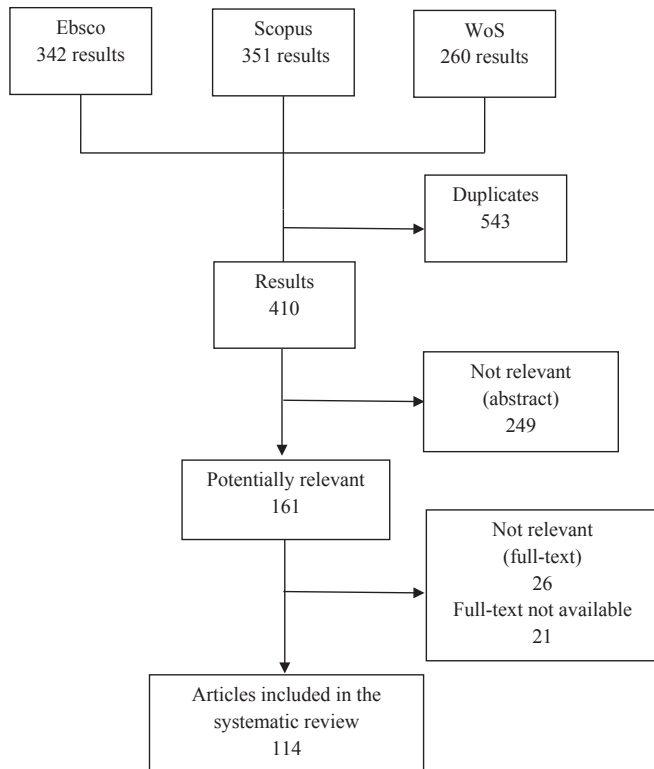 Ebsco
342 results
Scopus
351 results
WoS
260 results
Duplicates
543
Results
410
Not relevant
(abstract)
249
Potentially relevant
161
Not relevant
(full-text)
26
Full-text not available
21
Articles included in the
systematic review
114